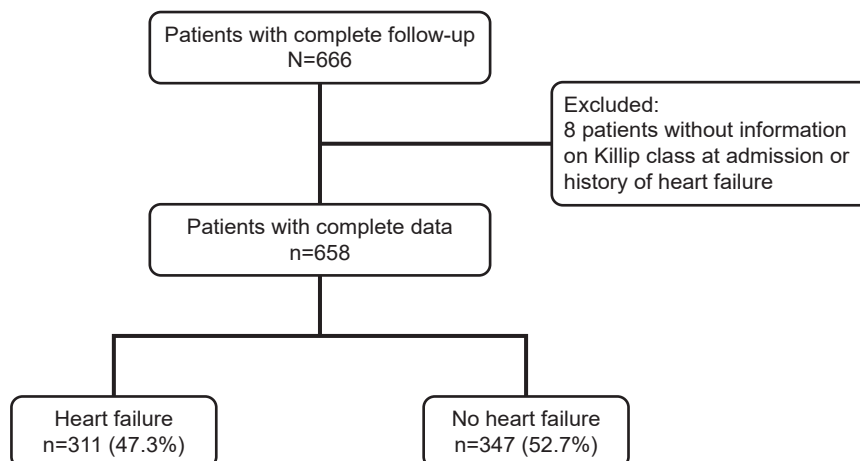 Patients with complete follow-up
N=666
Excluded:
8 patients without information
on Killip class at admission or
history of heart failure
Patients with complete data
n=658
Heart failure
n=311 (47.3%)
No heart failure
n=347 (52.7%)